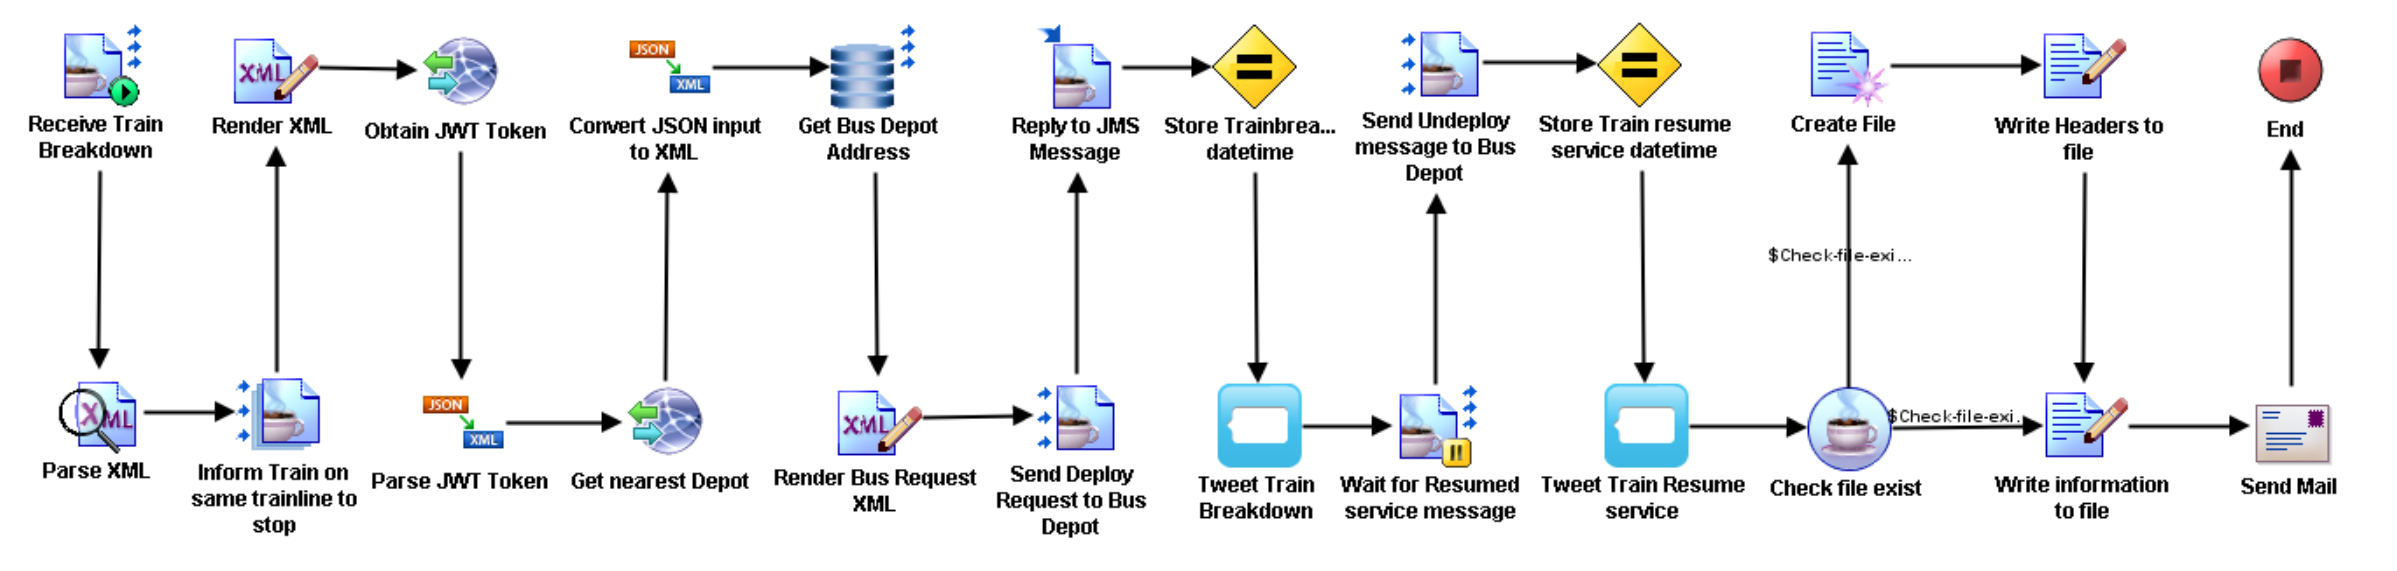 XML
JSON
XML
Receive Train
Breakdown
Render XML
Obtain JWT Token
Convert JSON input
to XML
Get Bus Depot
Address
Reply to JMS
Message
Store Trainbrea...
datetime
Send Undeploy
message to Bus
Depot
Store Train resume
service datetime
Create File
Write Headers to
file
End
$Check-file-exi...
XML
Parse XML
Inform Train on
same trainline to
stop
JSON
XML
Parse JWT Token
Get nearest Depot
XML
Render Bus Request
XML
Send Deploy
Request to Bus
Depot
Tweet Train
Breakdown
Wait for Resumed
service message
Tweet Train Resume
service
Check file exist
$Check-file-exi...
Write information
to file
Send Mail